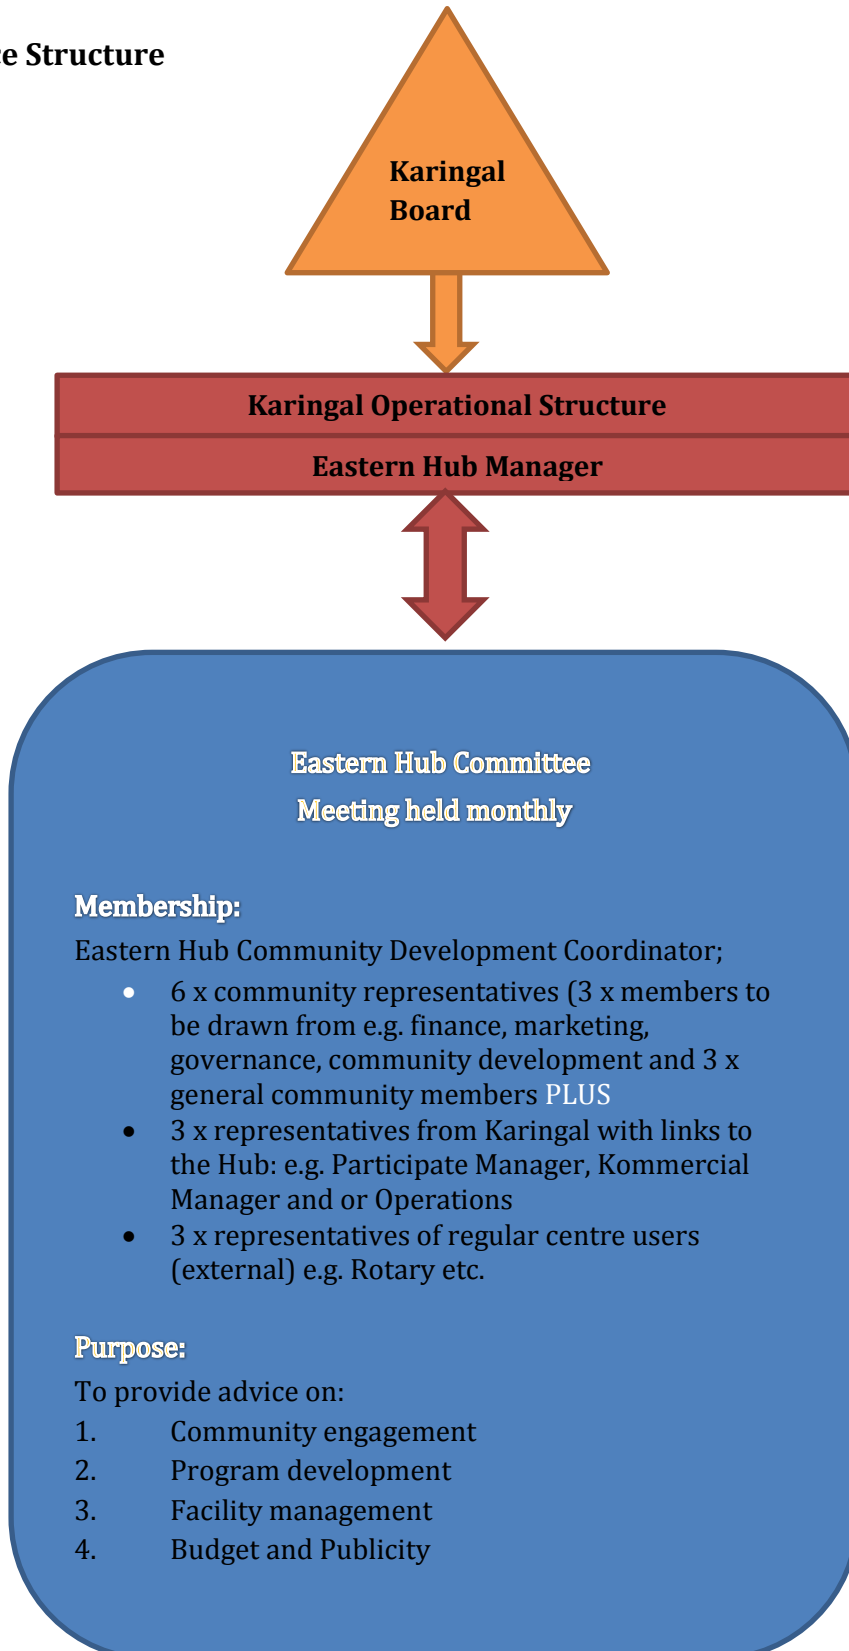 ce Structure
Karingal
Board
Karingal Operational Structure
Eastern Hub Manager
Eastern Hub Committee
Meeting held monthly
Membership:
Eastern Hub Community Development Coordinator;
• 6 x community representatives (3 x members to
be drawn from e.g. finance, marketing,
governance, community development and 3 x
general community members PLUS
• 3 x representatives from Karingal with links to
the Hub: e.g. Participate Manager, Kommercial
Manager and or Operations
• 3 x representatives of regular centre users
(external) e.g. Rotary etc.
Purpose:
To provide advice on:
1. Community engagement
2. Program development
3. Facility management
4. Budget and Publicity